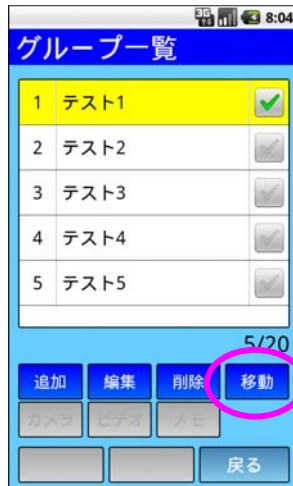 3G 8:04
グループ一覧
1 テスト1
2 テスト2
3 テスト3
4 テスト4
5 テスト5
5/20
追加 編集 削除 移動
カメラ ビデオ メモ
戻る